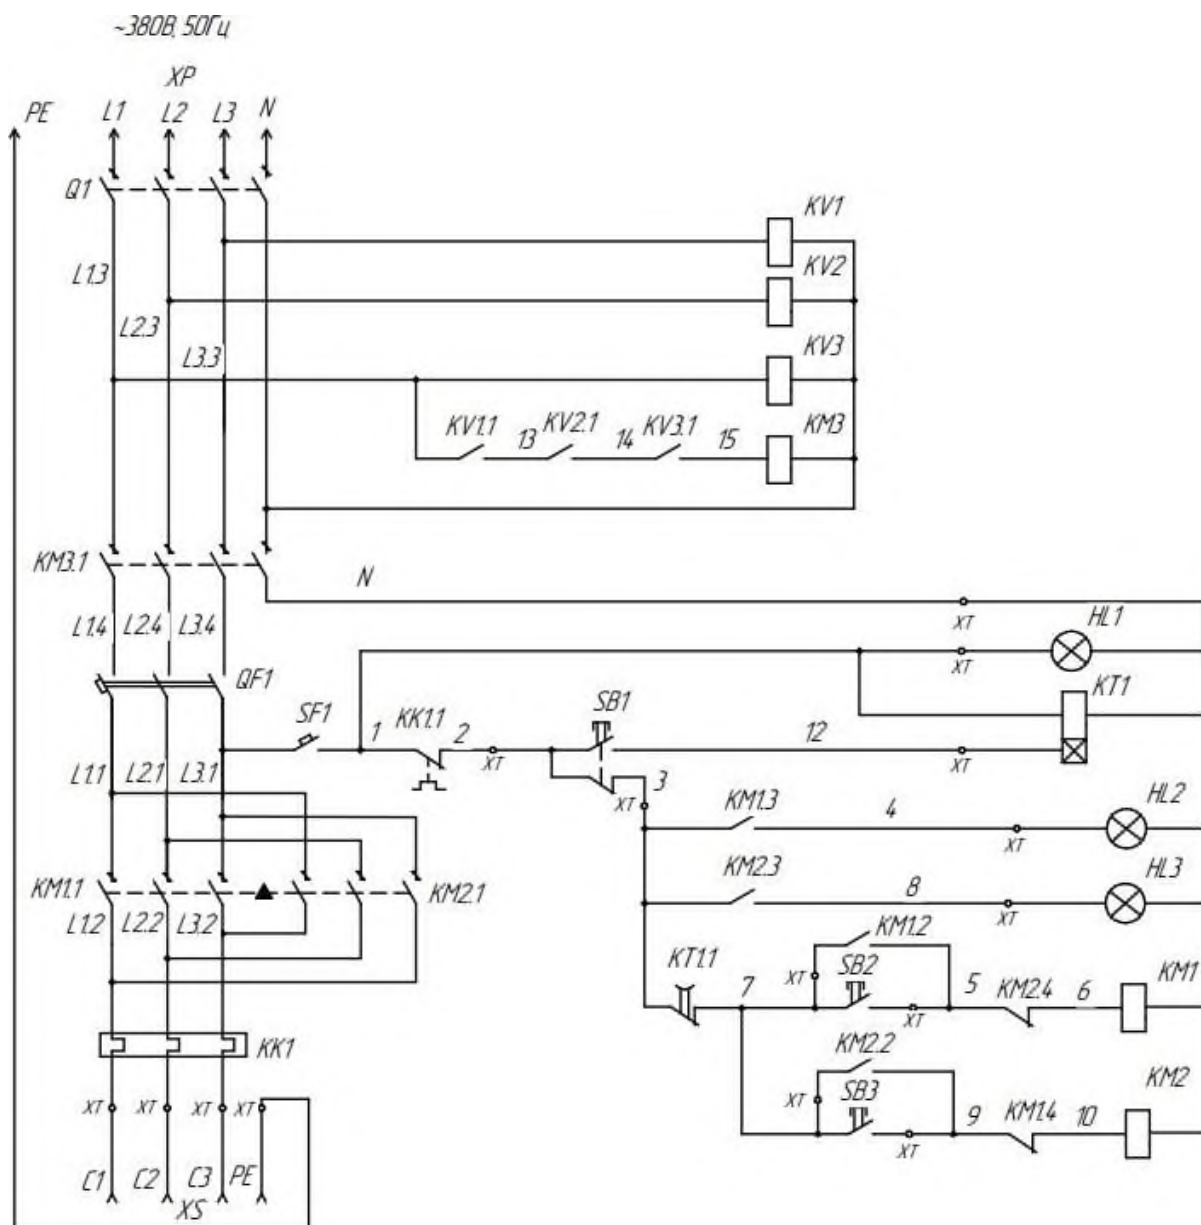 ~380В, 50Гц
XP
PE L1 L2 L3 N
Q1
KV1
L1.3
KV2
L2.3
L3.3
KV3
KV1.1 13 KV2.1 14 KV3.1 15 KM3
KM3.1
N
XT
L1.4 L2.4 L3.4
HL1
XT
QF1
KT1
SF1
1 KK1.1 2 SB1 12
XT XT
L1.1 L2.1 L3.1
3
XT
KM1.3 4 HL2
XT
KM1.1 KM2.1
KM2.3 8 HL3
XT
L1.2 L2.2 L3.2
KM1.2
KT1.1 7 XT SB2 5 KM2.4 6 KM1
XT
KK1
KM2.2
KM2
XT XT XT XT
XT SB3 9 KM1.4 10
XT
C1 C2 C3 PE
XS